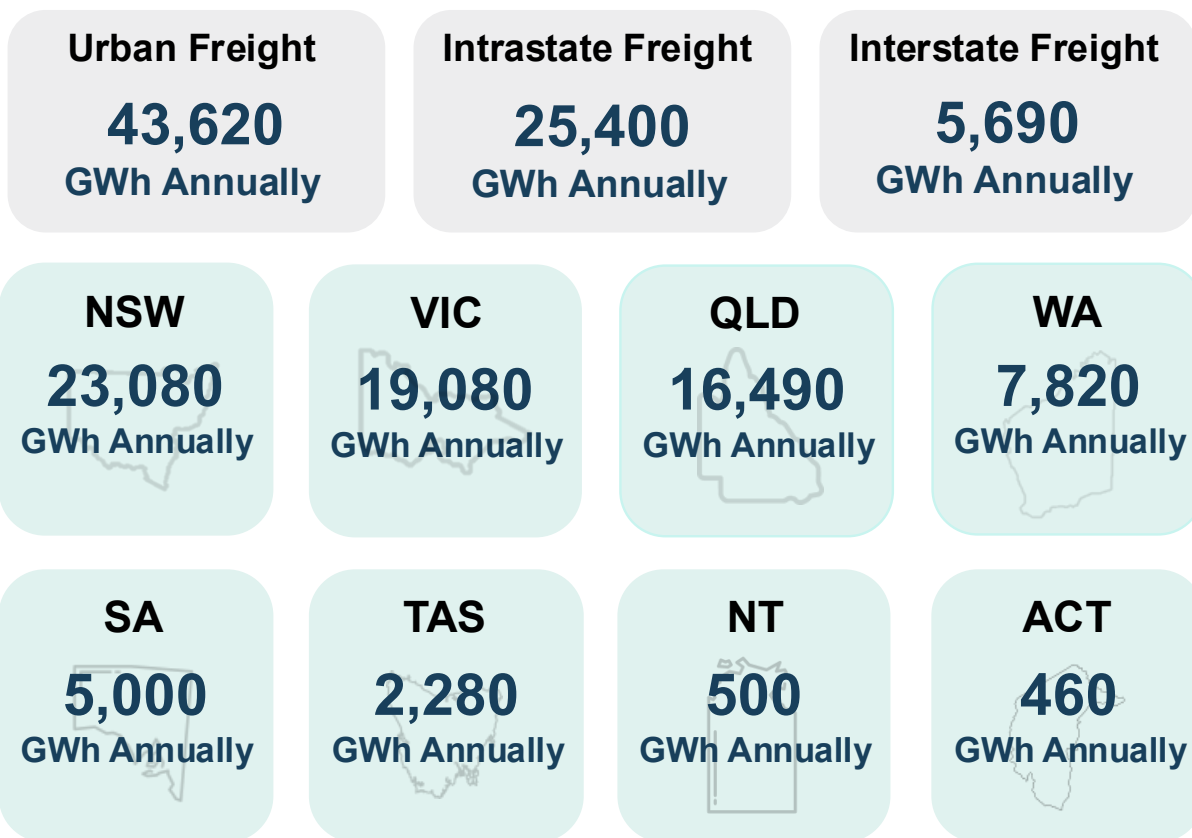 Urban Freight
43,620
GWh Annually
Intrastate Freight
25,400
GWh Annually
Interstate Freight
5,690
GWh Annually
NSW
23,080
GWh Annually
VIC
19,080
GWh Annually
QLD
16,490
GWh Annually
WA
7,820
GWh Annually
SA
5,000
GWh Annually
TAS
2,280
GWh Annually
NT
500
GWh Annually
ACT
460
GWh Annually